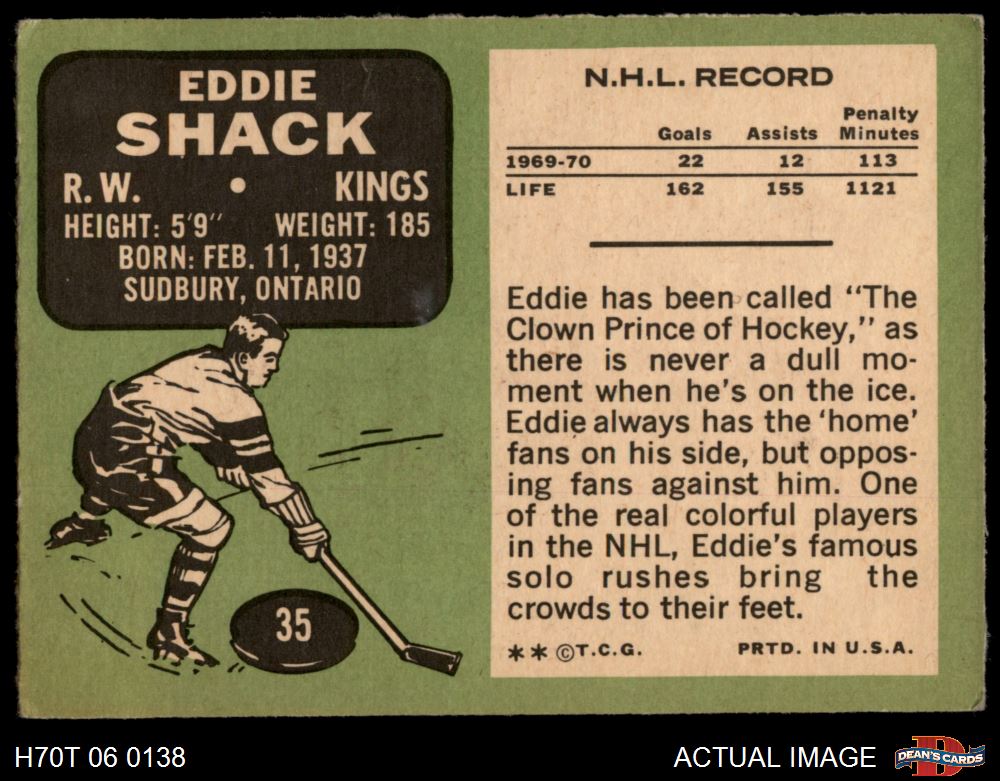 EDDIE
SHACK
R.W. • KINGS
HEIGHT: 5'9" WEIGHT: 185
BORN: FEB. 11, 1937
SUDBURY, ONTARIO
35
N.H.L. RECORD
Goals Assists Penalty Minutes
1969-70 22 12 113
LIFE 162 155 1121
Eddie has been called "The
Clown Prince of Hockey," as
there is never a dull mo-
ment when he's on the ice.
Eddie always has the 'home'
fans on his side, but oppos-
ing fans against him. One
of the real colorful players
in the NHL, Eddie's famous
solo rushes bring the
crowds to their feet.
** ©T.C.G. PRTD. IN U.S.A.
H70T 06 0138
ACTUAL IMAGE
D
DEAN'S CARDS